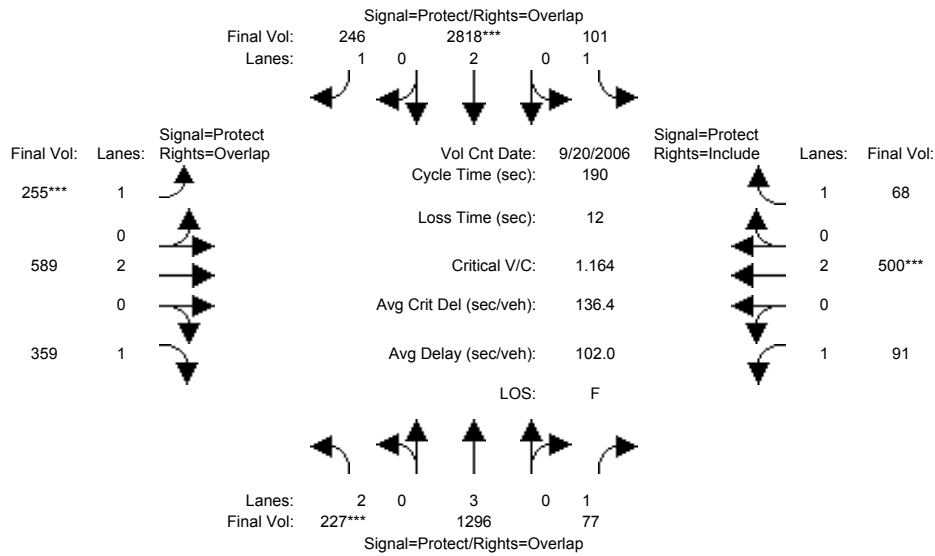 Signal=Protect/Rights=Overlap
Final Vol: 246 2818*** 101
Lanes: 1 0 2 0 1
Signal=Protect Signal=Protect
Final Vol: Lanes: Rights=Overlap Vol Cnt Date: 9/20/2006 Rights=Include Lanes: Final Vol:
Cycle Time (sec): 190
255*** 1 1 68
Loss Time (sec): 12
0 0
589 2 Critical V/C: 1.164 2 500***
0 Avg Crit Del (sec/veh): 136.4 0
359 1 Avg Delay (sec/veh): 102.0 1 91
LOS: F
Lanes: 2 0 3 0 1
Final Vol: 227*** 1296 77
Signal=Protect/Rights=Overlap